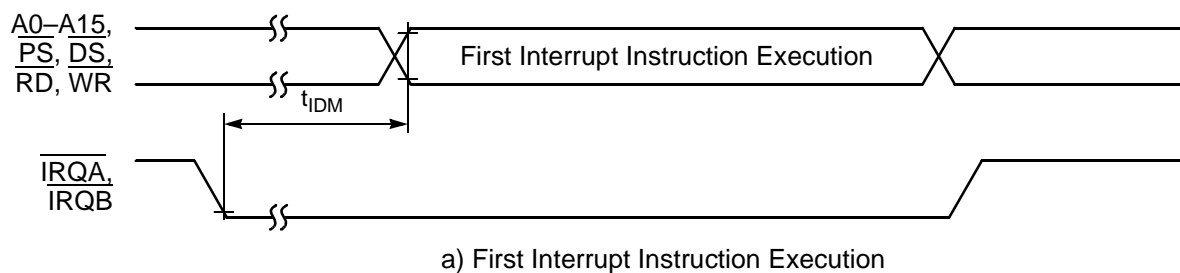 A0–A15,
PS, DS,
RD, WR
First Interrupt Instruction Execution
tIDM
IRQA,
IRQB
a) First Interrupt Instruction Execution